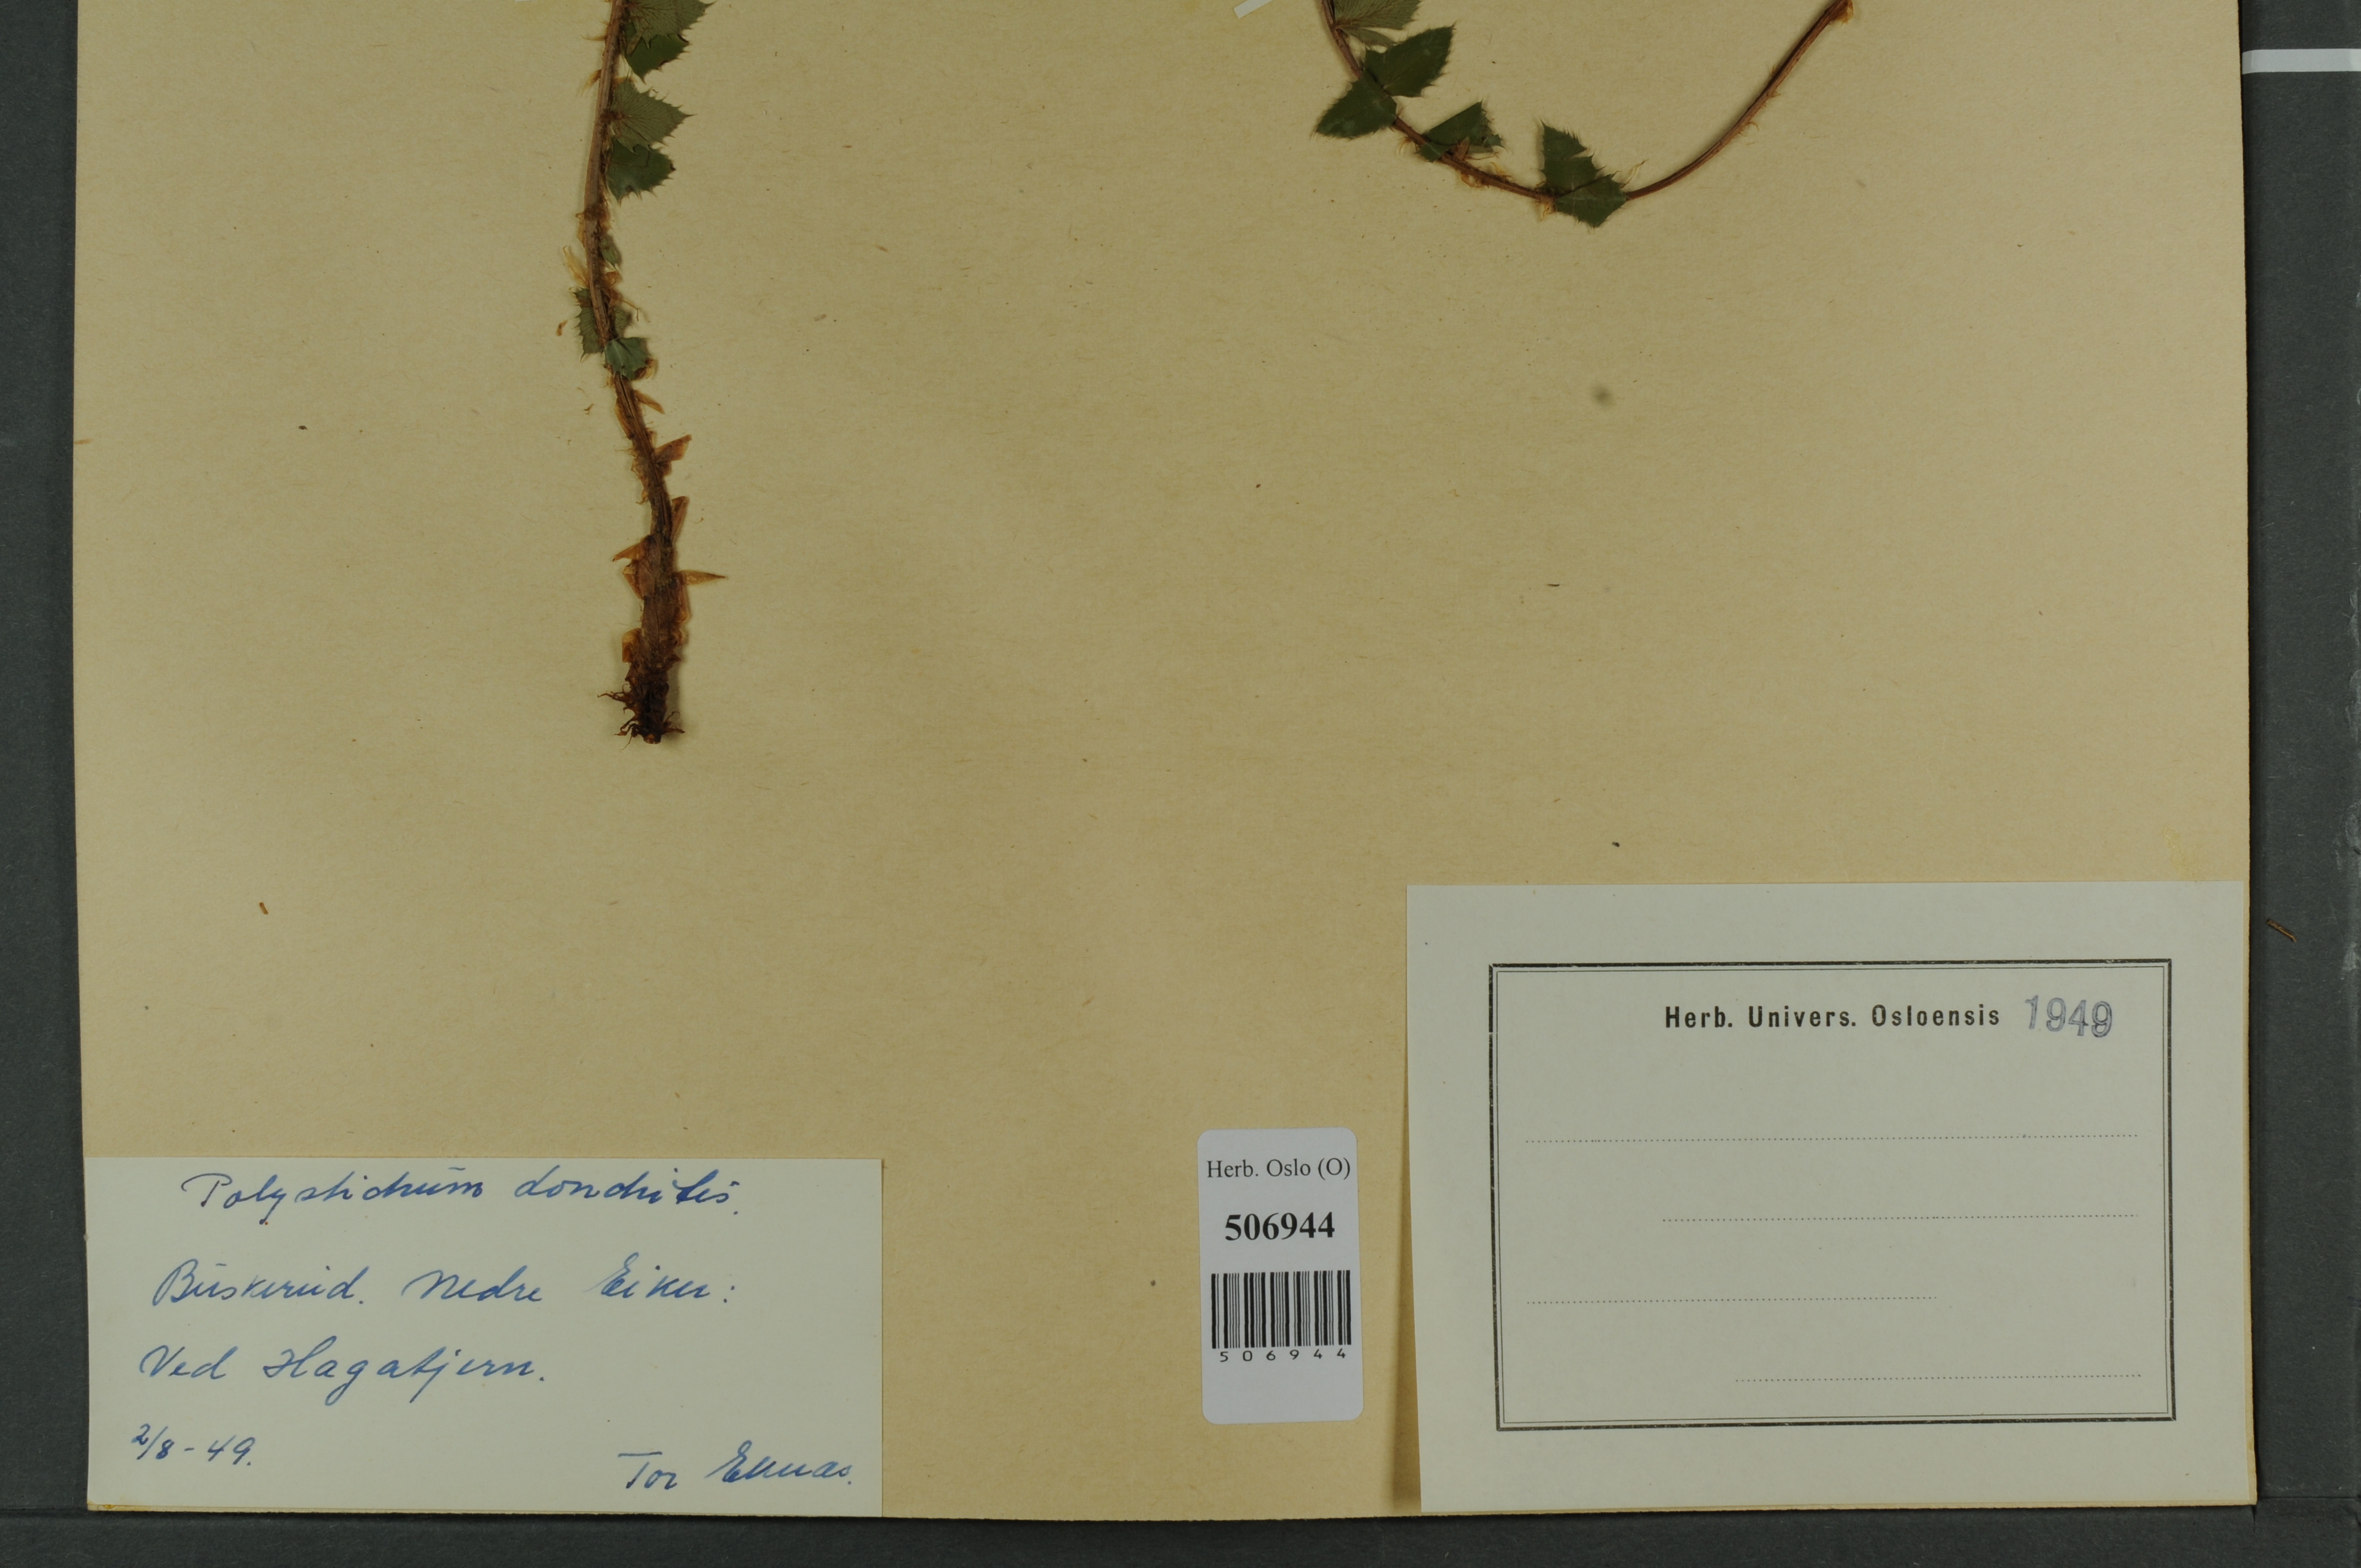 Polystichum lonchitis.
Buskerud. Nedre Eiker:
Ved Hagatjern.
2/8-49.
Tor Eknas.
Herb. Oslo (O)
506944
506944
Herb. Univers. Osloensis 1949